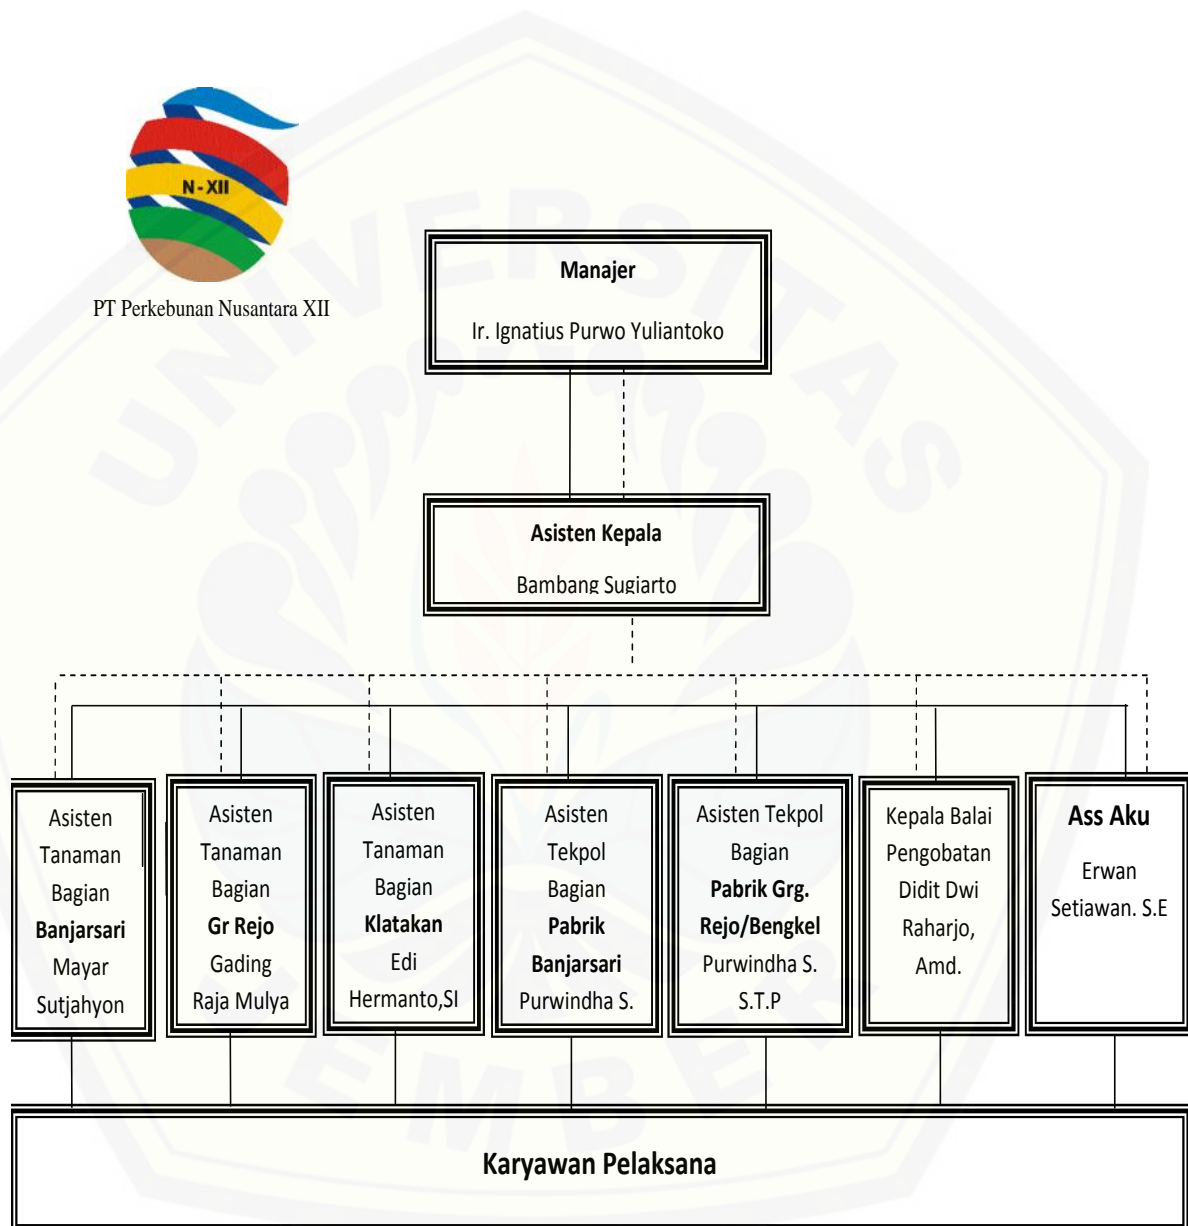 N - XII
PT Perkebunan Nusantara XII
UNIVERSITAS
JEMBER
Manajer
Ir. Ignatius Purwo Yuliantoko
Asisten Kepala
Bambang Sugiarto
Asisten
Tanaman
Bagian
Banjarsari
Mayar
Sutjahyon
Asisten
Tanaman
Bagian
Gr Rejo
Gading
Raja Mulya
Asisten
Tanaman
Bagian
Klatakan
Edi
Hermanto,SI
Asisten
Tekpol
Bagian
Pabrik
Banjarsari
Purwindha S.
Asisten Tekpol
Bagian
Pabrik Grg.
Rejo/Bengkel
Purwindha S.
S.T.P
Kepala Balai
Pengobatan
Didit Dwi
Raharjo,
Amd.
Ass Aku
Erwan
Setiawan. S.E
Karyawan Pelaksana